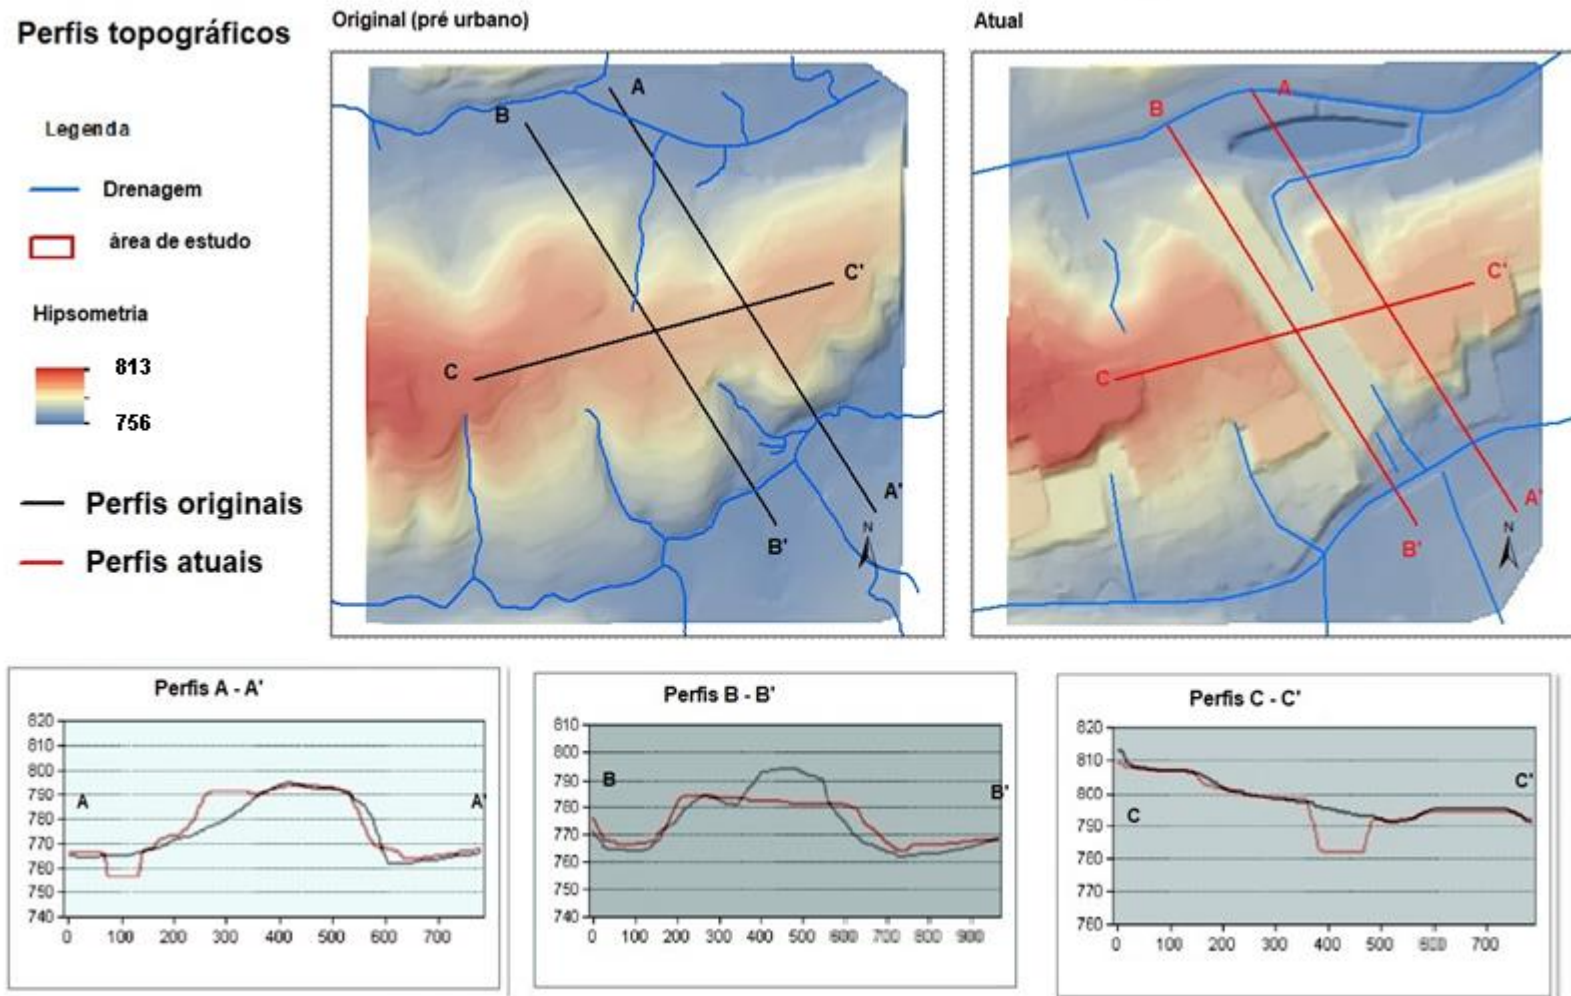 Perfis topográficos
Legenda
Drenagem
área de estudo
Hipsometria
813
756
Perfis originais
Perfis atuais
Original (pré urbano)
A
B
C'
C
A'
N
B'
Atual
A
B
C'
C
A'
N
B'
Perfis A - A'
820
810
800
790
780
770
760
750
740
A
A'
0 100 200 300 400 500 600 700
Perfis B - B'
810
800
790
780
770
760
750
740
B
B'
0 100 200 300 400 500 600 700 800 900
Perfis C - C'
820
810
800
790
780
770
760
C
C'
0 100 200 300 400 500 600 700